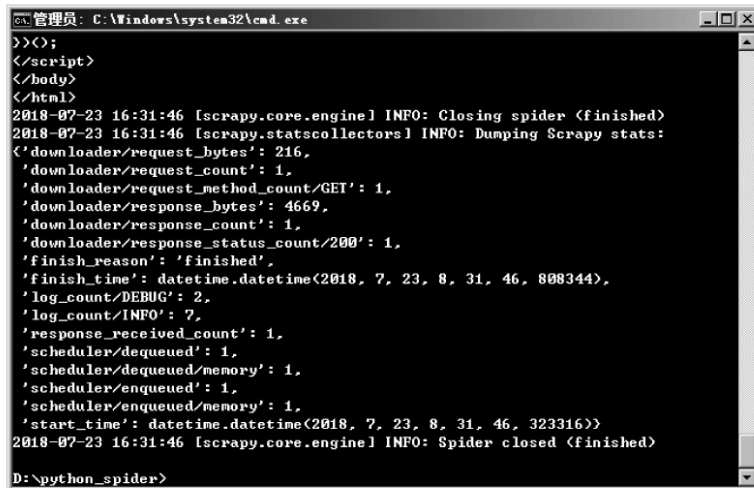 管理员: C:\Windows\system32\cmd.exe
})();
</script>
</body>
</html>
2018-07-23 16:31:46 [scrapy.core.engine] INFO: Closing spider (finished)
2018-07-23 16:31:46 [scrapy.statscollectors] INFO: Dumping Scrapy stats:
{'downloader/request_bytes': 216,
'downloader/request_count': 1,
'downloader/request_method_count/GET': 1,
'downloader/response_bytes': 4669,
'downloader/response_count': 1,
'downloader/response_status_count/200': 1,
'finish_reason': 'finished',
'finish_time': datetime.datetime(2018, 7, 23, 8, 31, 46, 808344),
'log_count/DEBUG': 2,
'log_count/INFO': 7,
'response_received_count': 1,
'scheduler/dequeued': 1,
'scheduler/dequeued/memory': 1,
'scheduler/enqueued': 1,
'scheduler/enqueued/memory': 1,
'start_time': datetime.datetime(2018, 7, 23, 8, 31, 46, 323316)}
2018-07-23 16:31:46 [scrapy.core.engine] INFO: Spider closed (finished)
D:\python_spider>